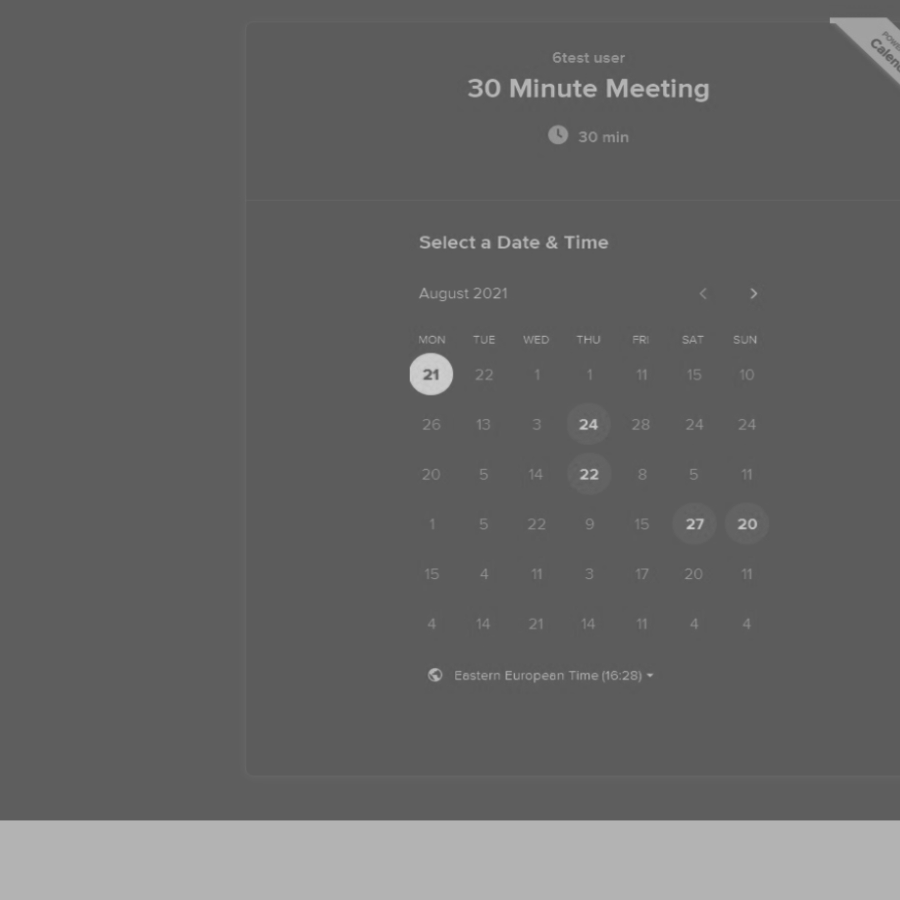 6test user
30 Minute Meeting
30 min
Select a Date & Time
August 2021
MON TUE WED THU FRI SAT SUN
21 22 1 1 11 15 10
26 13 3 24 28 24 24
20 5 14 22 8 5 11
1 5 22 9 15 27 20
15 4 11 3 17 20 11
4 14 21 14 11 4 4
Eastern European Time (16:28)